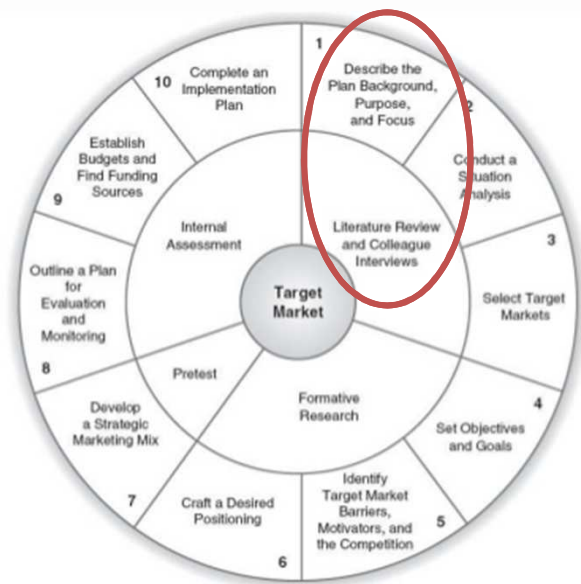 1
Describe the
Plan Background,
Purpose,
and Focus
2
Conduct a
Situation
Analysis
3
Select Target
Markets
4
Set Objectives
and Goals
Identify
Target Market
Barriers,
Motivators, and
the Competition
5
Craft a Desired
Positioning
6
Develop
a Strategic
Marketing Mix
7
Outline a Plan
for
Evaluation
and
Monitoring
8
Establish
Budgets and
Find Funding
Sources
9
10
Complete an
Implementation
Plan
Internal
Assessment
Literature Review
and Colleague
Interviews
Target
Market
Pretest
Formative
Research